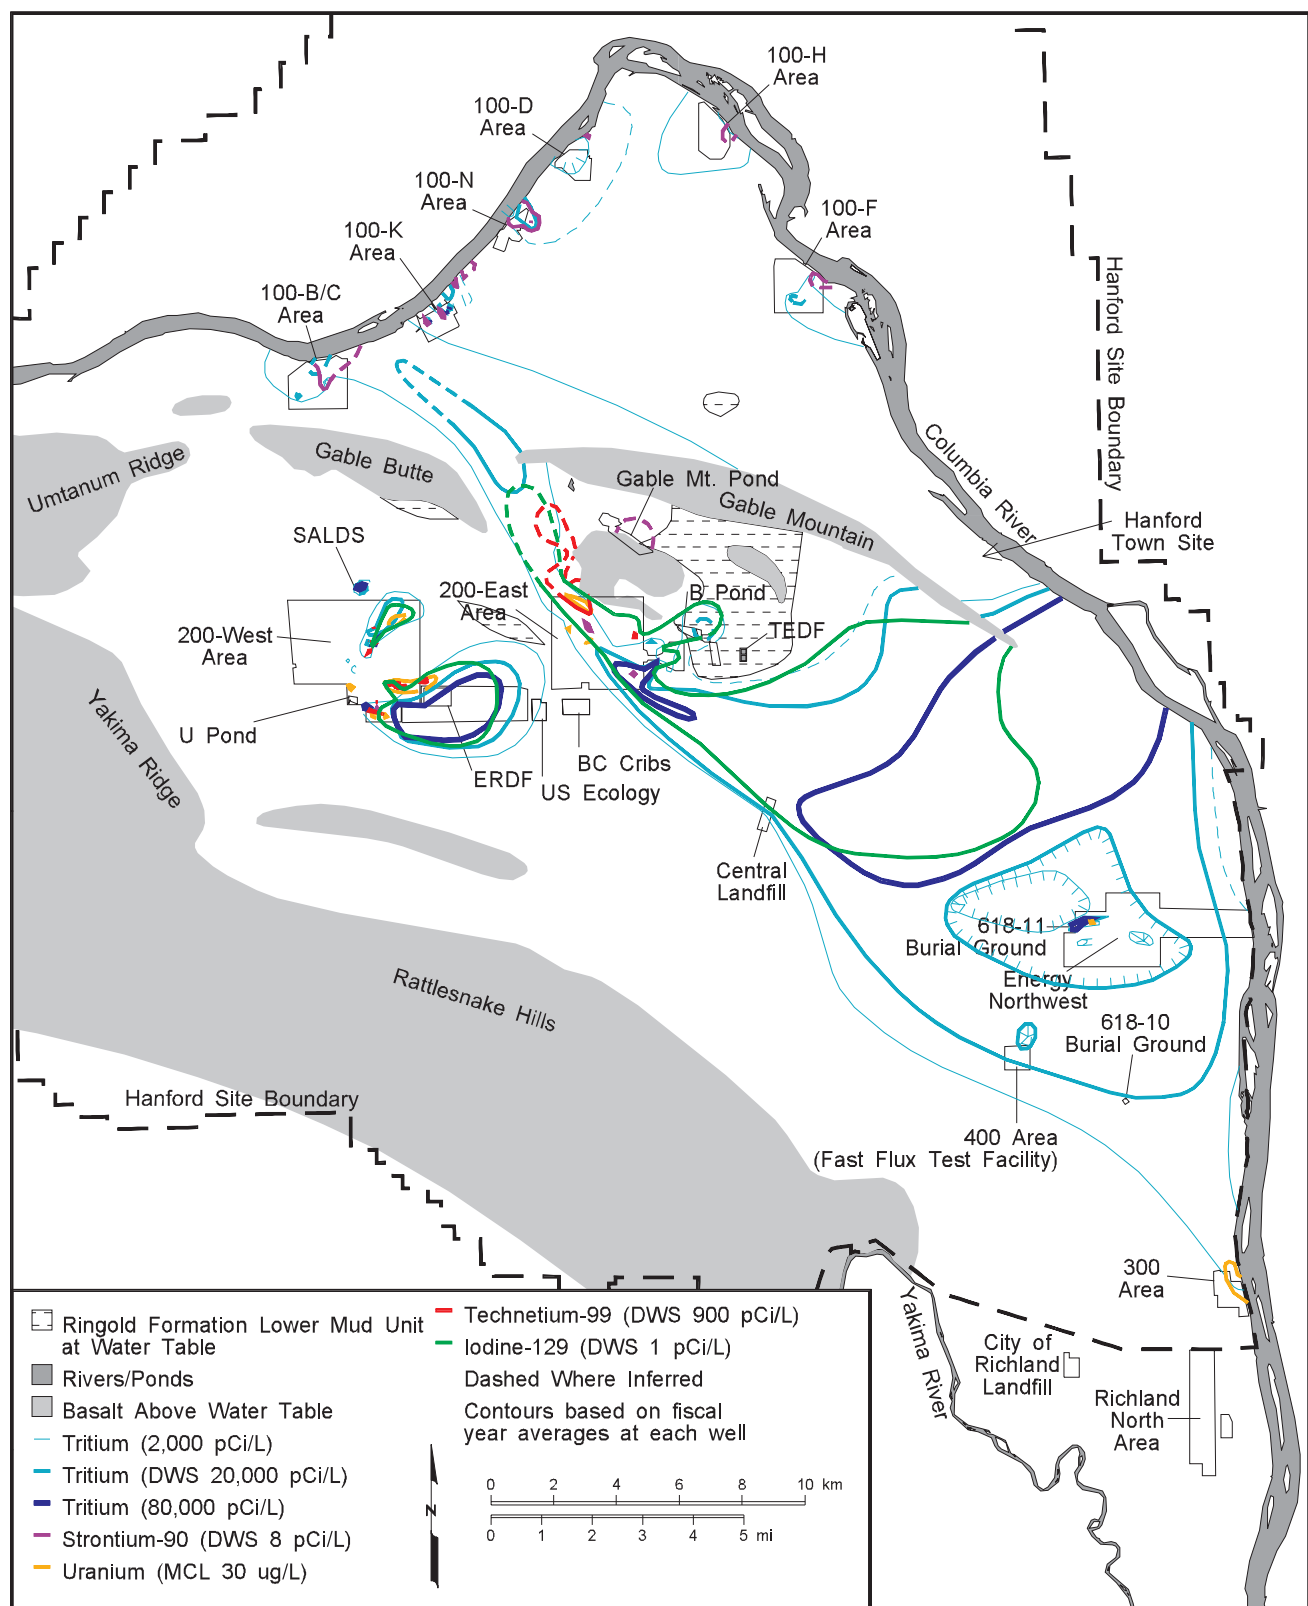 100-H
Area
100-D
Area
100-N
Area
100-K
Area
100-F
Area
100-B/C
Area
Hanford Site Boundary
Columbia River
Umtanum Ridge
Gable Butte
Gable Mt. Pond
Gable Mountain
Hanford
Town Site
SALDS
200-East
Area
B Pond
TEDF
200-West
Area
Yakima Ridge
U Pond
ERDF
BC Cribs
US Ecology
Central
Landfill
618-11
Burial Ground
Energy
Northwest
Rattlesnake Hills
618-10
Burial Ground
Hanford Site Boundary
400 Area
(Fast Flux Test Facility)
300
Area
Yakima River
City of
Richland
Landfill
Richland
North
Area
Ringold Formation Lower Mud Unit
at Water Table
Rivers/Ponds
Basalt Above Water Table
Tritium (2,000 pCi/L)
Tritium (DWS 20,000 pCi/L)
Tritium (80,000 pCi/L)
Strontium-90 (DWS 8 pCi/L)
Uranium (MCL 30 ug/L)
Technetium-99 (DWS 900 pCi/L)
Iodine-129 (DWS 1 pCi/L)
Dashed Where Inferred
Contours based on fiscal
year averages at each well
N
0 2 4 6 8 10 km
0 1 2 3 4 5 mi